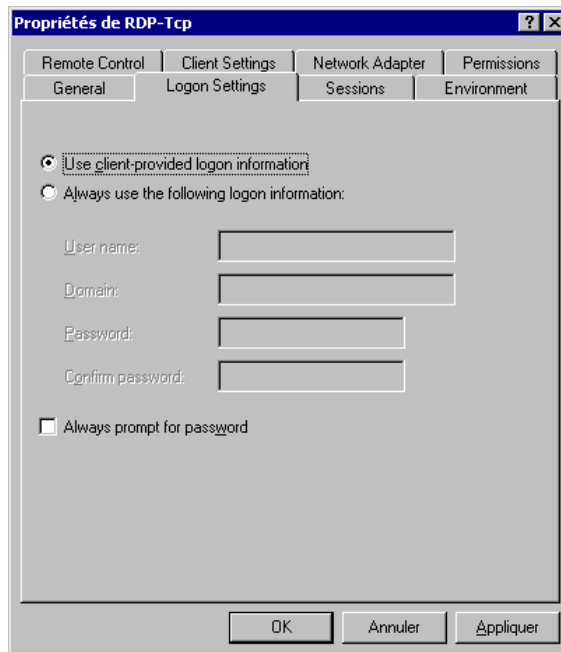 Propriétés de RDP-Tcp
Remote Control Client Settings Network Adapter Permissions
General Logon Settings Sessions Environment
Use client-provided logon information
Always use the following logon information:
User name:
Domain:
Password:
Confirm password:
Always prompt for password
OK Annuler Appliquer